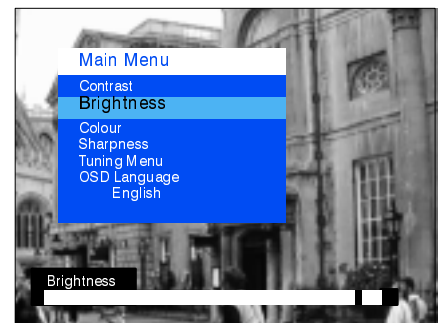 Main Menu
Contrast
Brightness
Colour
Sharpness
Tuning Menu
OSD Language
English
Brightness